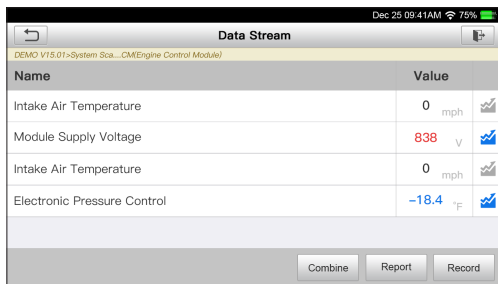 Dec 25 09:41AM 75%
Data Stream
DEMO V15.01>System Sca....CM(Engine Control Module)
Name Value
Intake Air Temperature 0 mph
Module Supply Voltage 838 V
Intake Air Temperature 0 mph
Electronic Pressure Control -18.4 °F
Combine Report Record